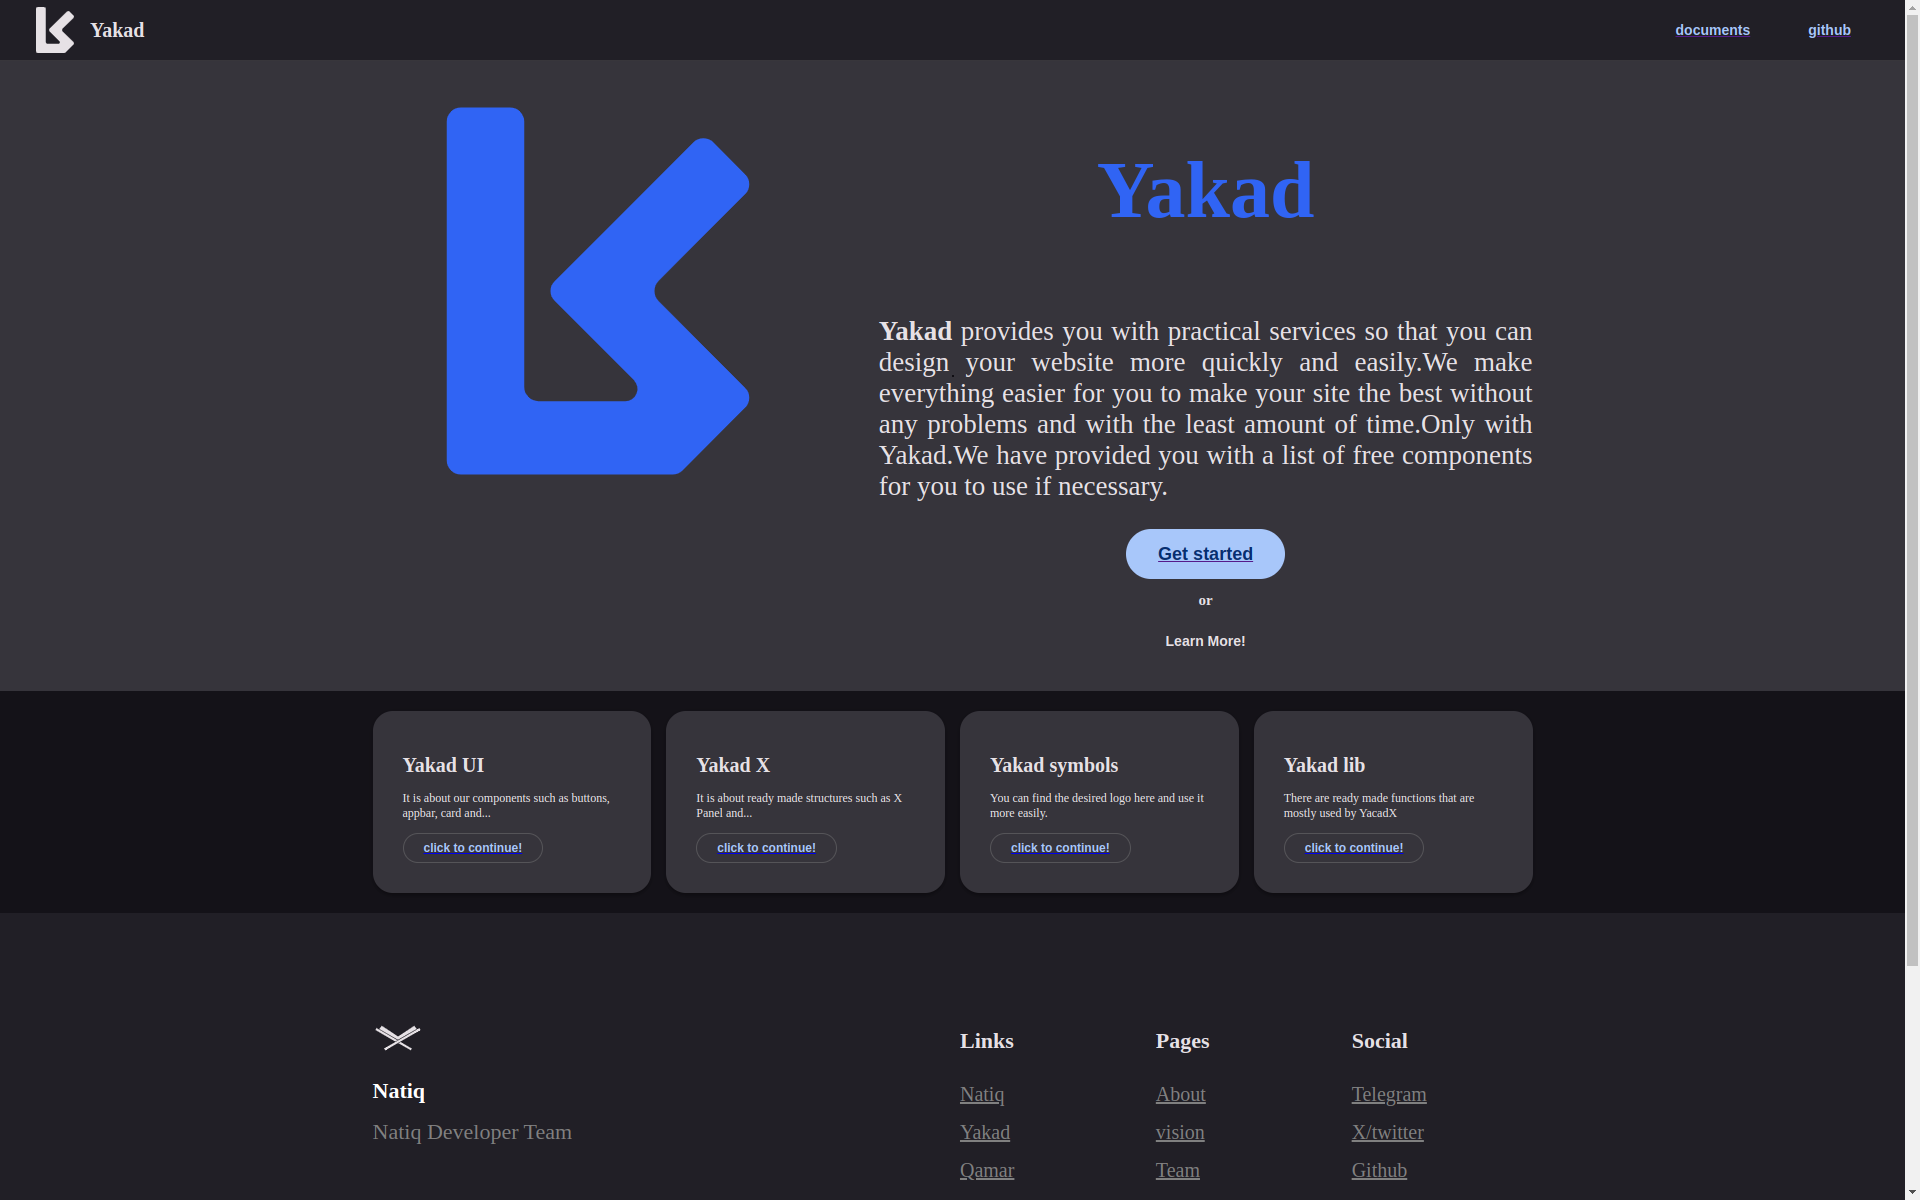 Yakad
documents
github
Yakad
Yakad provides you with practical services so that you can
design your website more quickly and easily.We make
everything easier for you to make your site the best without
any problems and with the least amount of time.Only with
Yakad.We have provided you with a list of free components
for you to use if necessary.
Get started
or
Learn More!
Yakad UI
It is about our components such as buttons,
appbar, card and...
click to continue!
Yakad X
It is about ready made structures such as X
Panel and...
click to continue!
Yakad symbols
You can find the desired logo here and use it
more easily.
click to continue!
Yakad lib
There are ready made functions that are
mostly used by YacadX
click to continue!
Natiq
Natiq Developer Team
Links
Natiq
Yakad
Qamar
Pages
About
vision
Team
Social
Telegram
X/twitter
Github